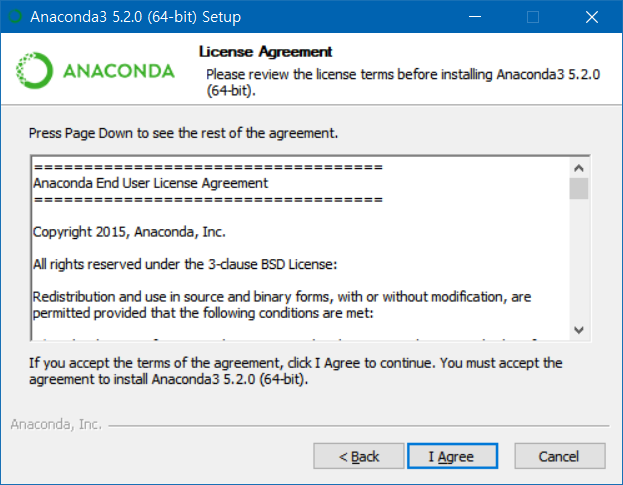 Anaconda3 5.2.0 (64-bit) Setup
License Agreement
ANACONDA
Please review the license terms before installing Anaconda3 5.2.0
(64-bit).
Press Page Down to see the rest of the agreement.
===================================
Anaconda End User License Agreement
===================================
Copyright 2015, Anaconda, Inc.
All rights reserved under the 3-clause BSD License:
Redistribution and use in source and binary forms, with or without modification, are
permitted provided that the following conditions are met:
If you accept the terms of the agreement, click I Agree to continue. You must accept the
agreement to install Anaconda3 5.2.0 (64-bit).
Anaconda, Inc.
< Back
I Agree
Cancel